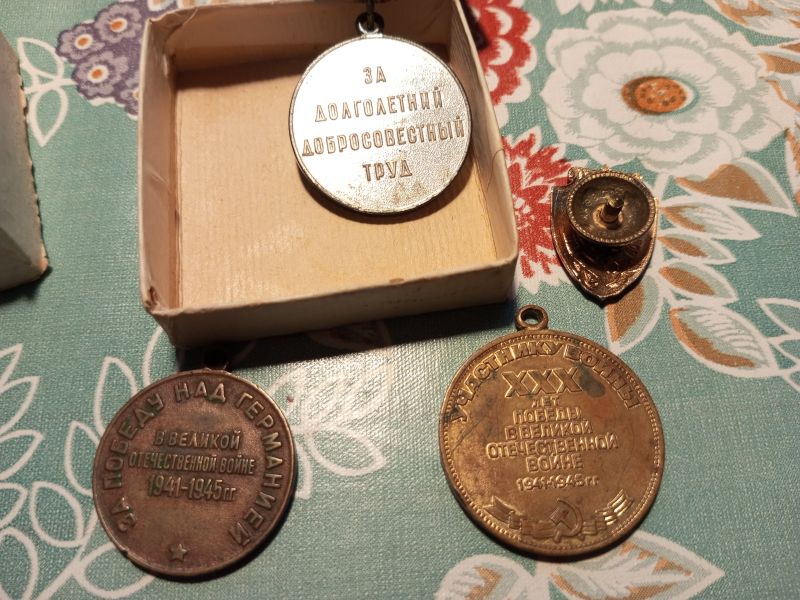 ЗА
ДОЛГОЛЕТНИЙ
ДОБРОСОВЕСТНЫЙ
ТРУД
ЗА ПОБЕДУ НАД ГЕРМАНИЕЙ
В ВЕЛИКОЙ
ОТЕЧЕСТВЕННОЙ ВОЙНЕ
1941-1945 гг
УЧАСТНИКУ ВОЙНЫ
XXX
ЛЕТ
ПОБЕДЫ
В ВЕЛИКОЙ
ОТЕЧЕСТВЕННОЙ
ВОЙНЕ
1941-1945 гг